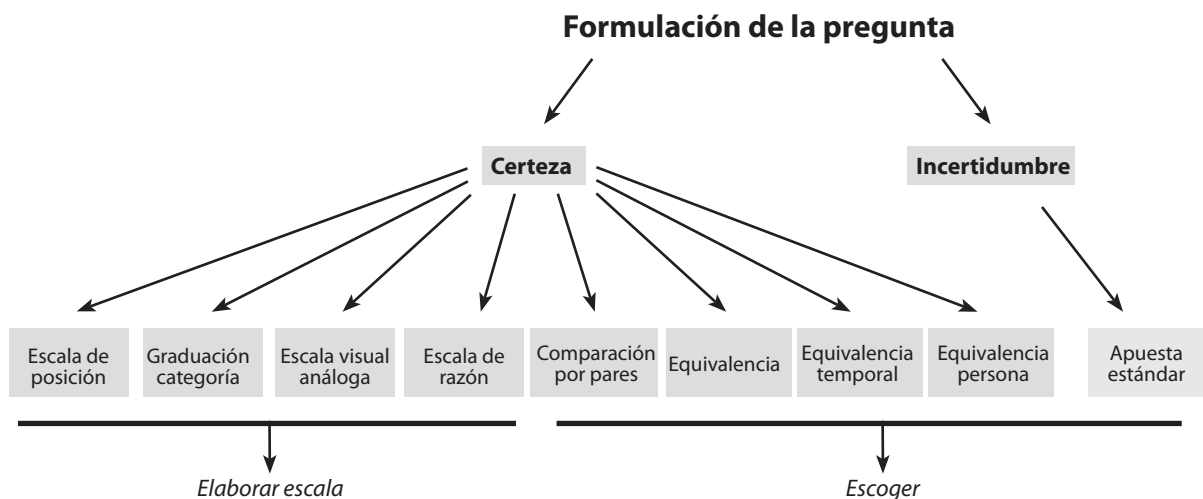 Formulación de la pregunta
Certeza
Incertidumbre
Escala de
posición
Graduación
categoría
Escala visual
análoga
Escala de
razón
Comparación
por pares
Equivalencia
Equivalencia
temporal
Equivalencia
persona
Apuesta
estándar
Elaborar escala
Escoger